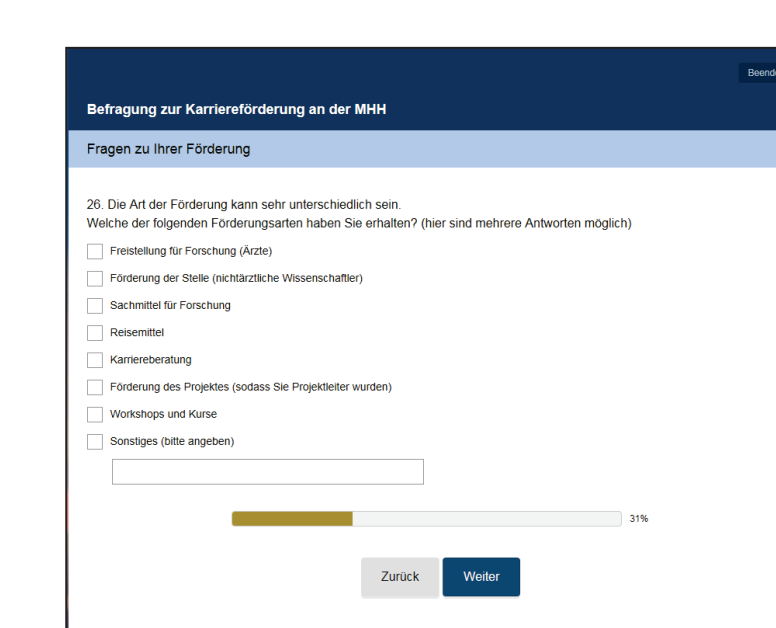 Befragung zur Karriereförderung an der MHH
Fragen zu Ihrer Förderung
26. Die Art der Förderung kann sehr unterschiedlich sein.
Welche der folgenden Förderungsarten haben Sie erhalten? (hier sind mehrere Antworten möglich)
Freistellung für Forschung (Ärzte)
Förderung der Stelle (nichtärztliche Wissenschaftler)
Sachmittel für Forschung
Reisemittel
Karriereberatung
Förderung des Projektes (sodass Sie Projektleiter wurden)
Workshops und Kurse
Sonstiges (bitte angeben)
31%
Zurück Weiter